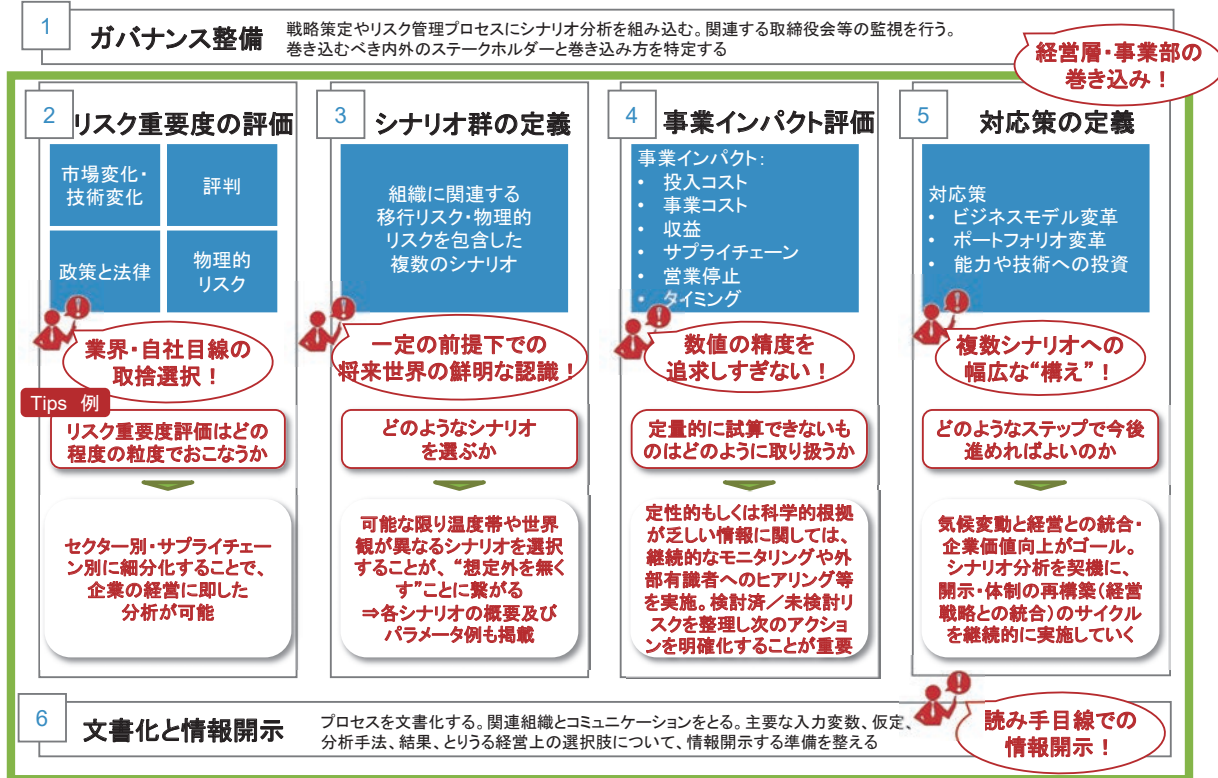 1
ガバナンス整備
戦略策定やリスク管理プロセスにシナリオ分析を組み込む。関連する取締役会等の監視を行う。
巻き込むべき内外のステークホルダーと巻き込み方を特定する
経営層・事業部の
巻き込み！
2
リスク重要度の評価
市場変化・
技術変化
評判
政策と法律
物理的
リスク
業界・自社目線の
取捨選択！
Tips 例
リスク重要度評価はどの
程度の粒度でおこなうか
セクター別・サプライチェー
ン別に細分化することで、
企業の経営に即した
分析が可能
3
シナリオ群の定義
組織に関連する
移行リスク・物理的
リスクを包含した
複数のシナリオ
一定の前提下での
将来世界の鮮明な認識！
どのようなシナリオ
を選ぶか
可能な限り温度帯や世界
観が異なるシナリオを選択
することが、“想定外を無く
す”ことに繋がる
⇒各シナリオの概要及び
パラメータ例も掲載
4
事業インパクト評価
事業インパクト：
• 投入コスト
• 事業コスト
• 収益
• サプライチェーン
• 営業停止
• タイミング
数値の精度を
追求しすぎない！
定量的に試算できないも
のはどのように取り扱うか
定性的もしくは科学的根拠
が乏しい情報に関しては、
継続的なモニタリングや外
部有識者へのヒアリング等
を実施。検討済／未検討リ
スクを整理し次のアクショ
ンを明確化することが重要
5
対応策の定義
対応策
• ビジネスモデル変革
• ポートフォリオ変革
• 能力や技術への投資
複数シナリオへの
幅広な“構え”！
どのようなステップで今後
進めればよいのか
気候変動と経営との統合・
企業価値向上がゴール。
シナリオ分析を契機に、
開示・体制の再構築（経営
戦略との統合）のサイクル
を継続的に実施していく
6
文書化と情報開示
プロセスを文書化する。関連組織とコミュニケーションをとる。主要な入力変数、仮定、
分析手法、結果、とりうる経営上の選択肢について、情報開示する準備を整える
読み手目線での
情報開示！